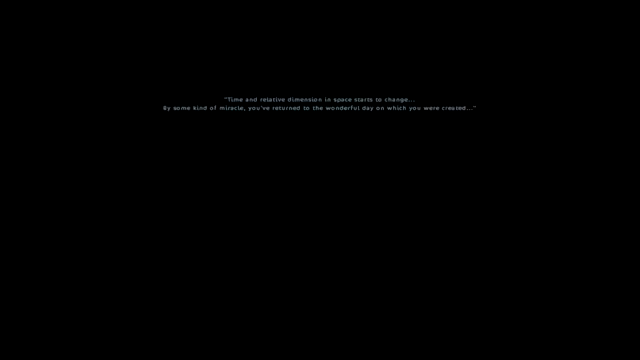 "Time and relative dimension in space starts to change...
By some kind of miracle, you've returned to the wonderful day on which you were created..."